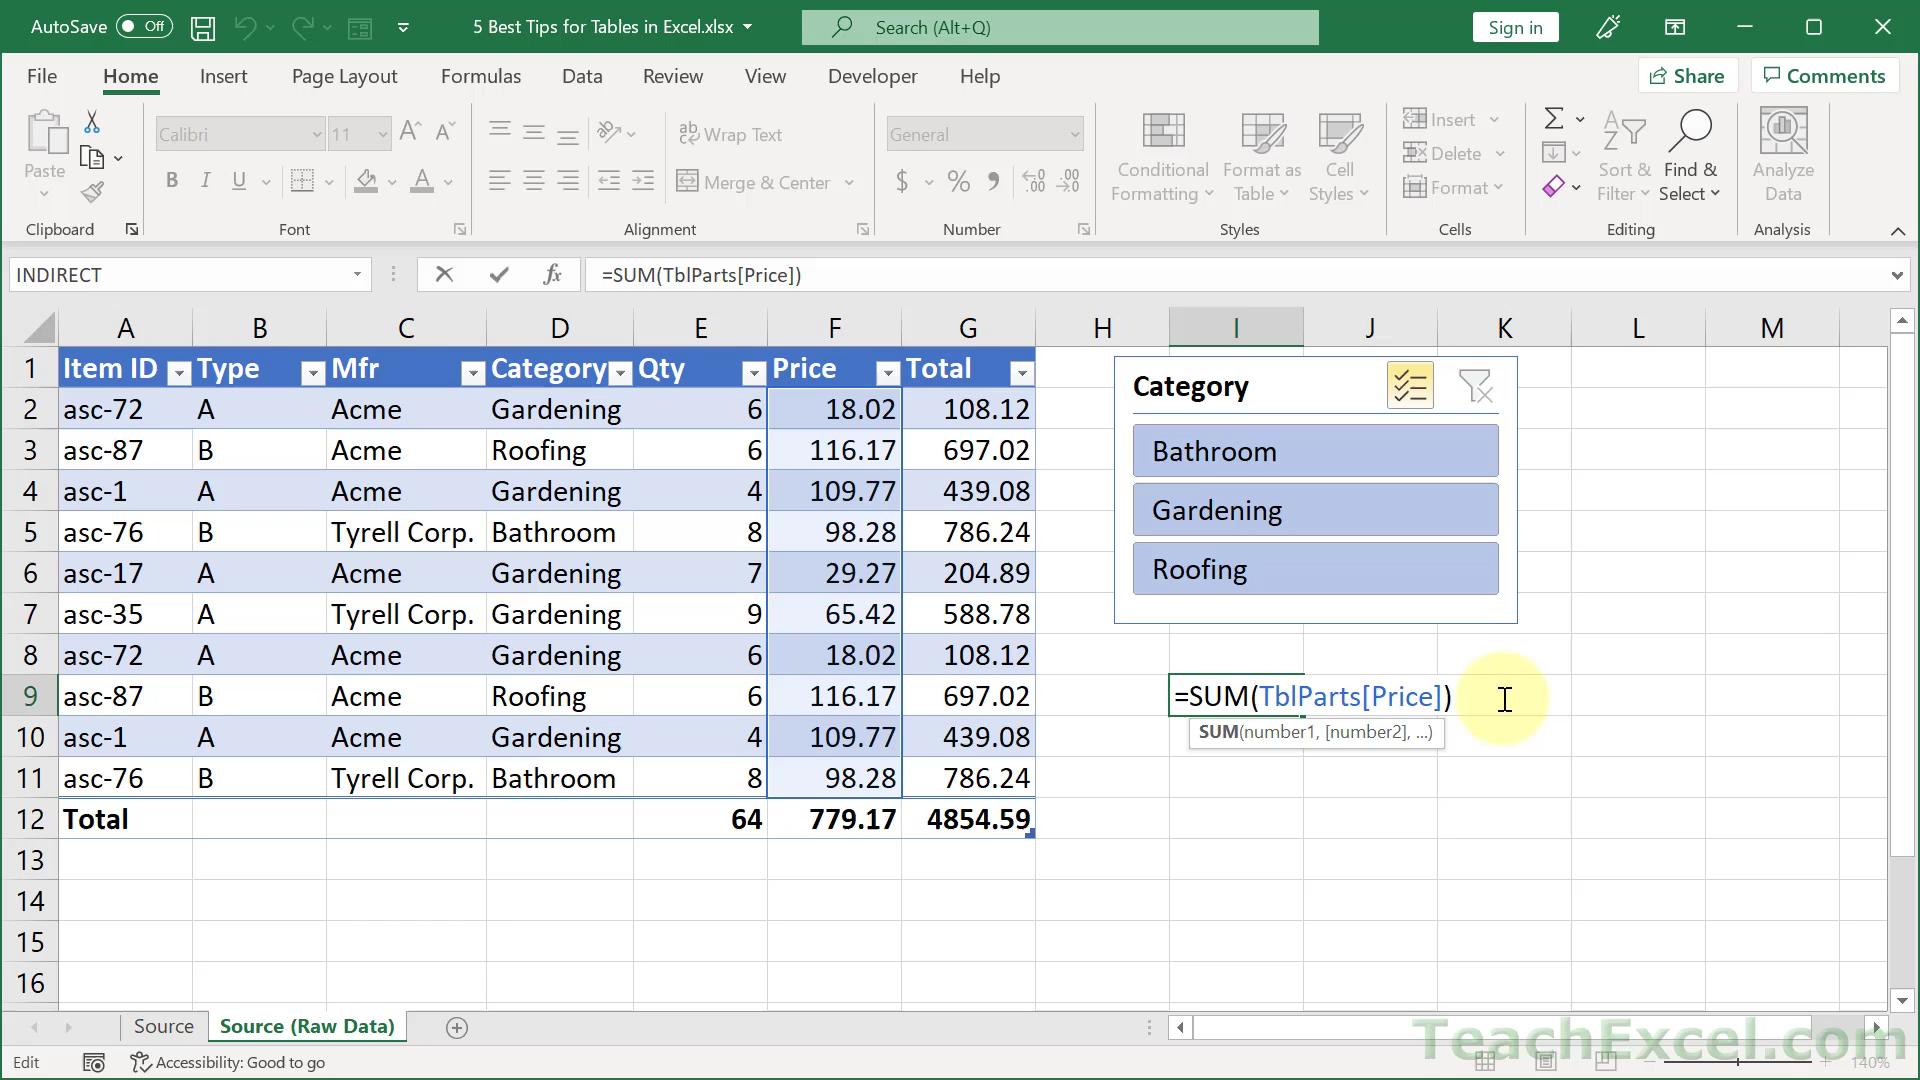 AutoSave Off 5 Best Tips for Tables in Excel.xlsx Search (Alt+Q) Sign in
File Home Insert Page Layout Formulas Data Review View Developer Help Share Comments
Paste Calibri 11 Wrap Text General Conditional Formatting Format as Table Cell Styles Insert Sort & Filter Find & Select Analyze Data
Delete
B I U Merge & Center $ % Format
Clipboard Font Alignment Number Styles Cells Editing Analysis
INDIRECT fx =SUM(TblParts[Price])
A B C D E F G H I J K L M
1 Item ID Type Mfr Category Qty Price Total
2 asc-72 A Acme Gardening 6 18.02 108.12
3 asc-87 B Acme Roofing 6 116.17 697.02
4 asc-1 A Acme Gardening 4 109.77 439.08
5 asc-76 B Tyrell Corp. Bathroom 8 98.28 786.24
6 asc-17 A Acme Gardening 7 29.27 204.89
7 asc-35 A Tyrell Corp. Gardening 9 65.42 588.78
8 asc-72 A Acme Gardening 6 18.02 108.12
9 asc-87 B Acme Roofing 6 116.17 697.02
10 asc-1 A Acme Gardening 4 109.77 439.08
11 asc-76 B Tyrell Corp. Bathroom 8 98.28 786.24
12 Total 64 779.17 4854.59
13
14
15
16
Category
Bathroom
Gardening
Roofing
=SUM(TblParts[Price])
SUM(number1, [number2], ...)
Source Source (Raw Data)
TeachExcel.com
Edit Accessibility: Good to go 140%